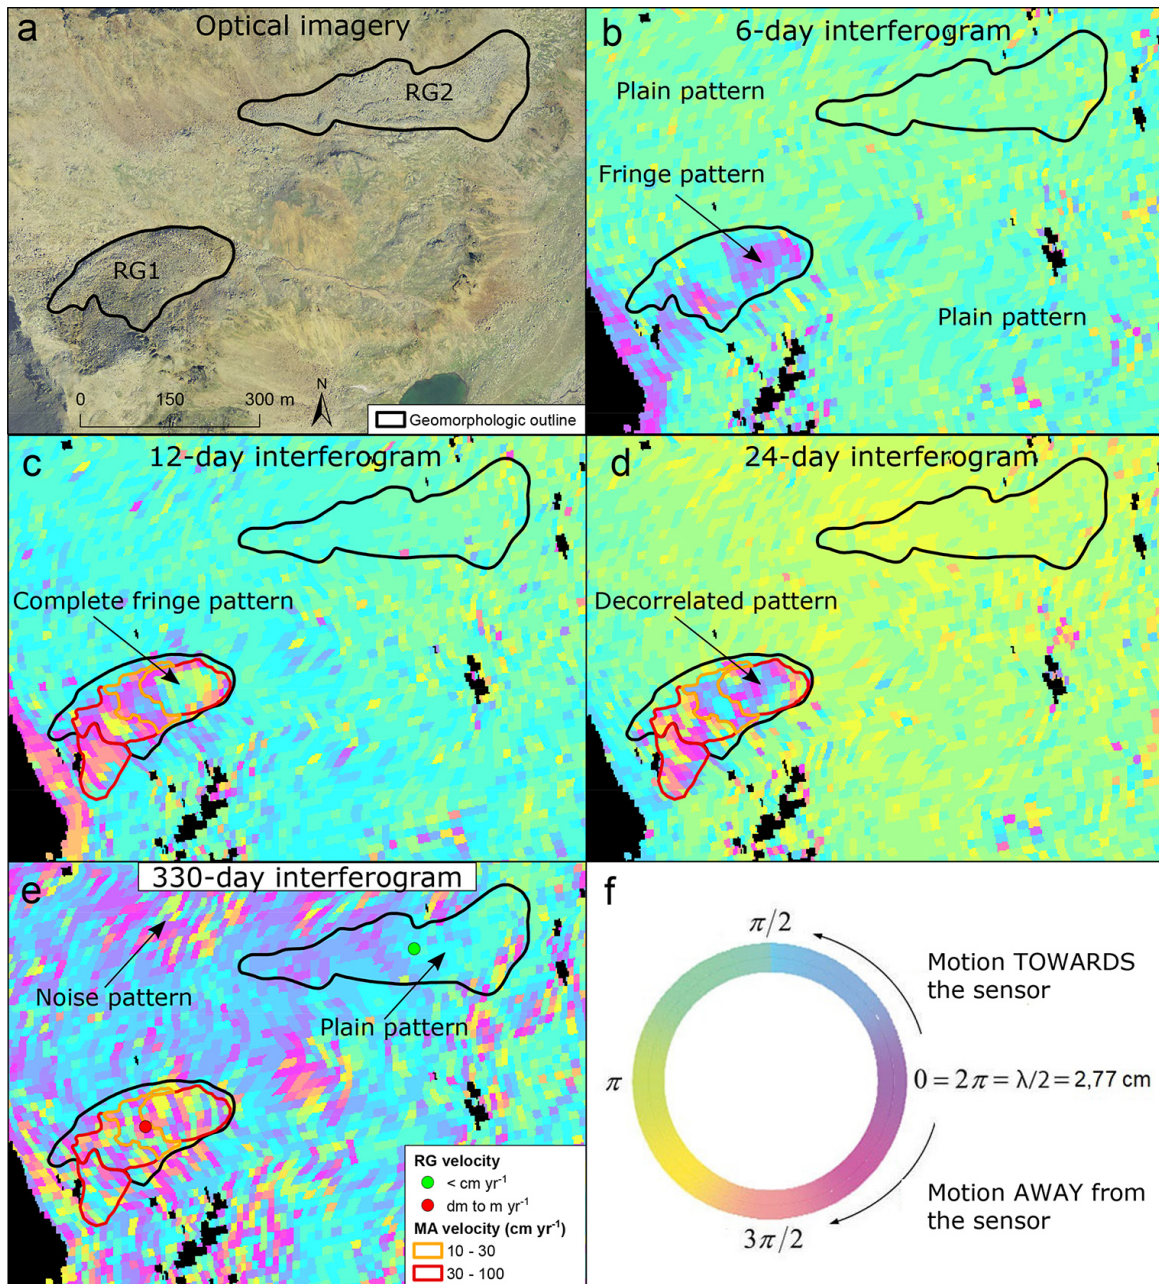 a
Optical imagery
RG2
RG1
0 150 300 m
N
Geomorphologic outline
b
6-day interferogram
Plain pattern
Fringe pattern
Plain pattern
c
12-day interferogram
Complete fringe pattern
d
24-day interferogram
Decorrelated pattern
e
330-day interferogram
Noise pattern
Plain pattern
RG velocity
< cm yr⁻¹
dm to m yr⁻¹
MA velocity (cm yr⁻¹)
10 - 30
30 - 100
f
π/2
Motion TOWARDS
the sensor
π
0 = 2π = λ/2 = 2,77 cm
Motion AWAY from
the sensor
3π/2